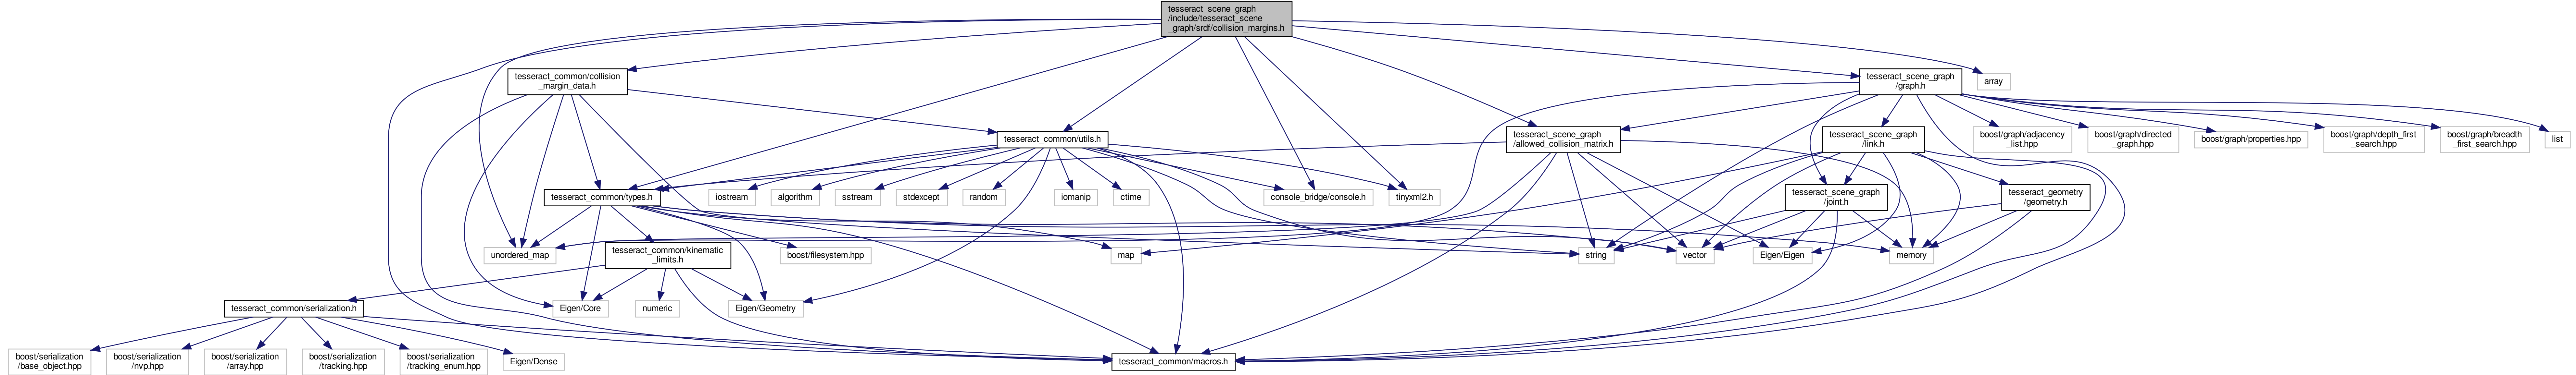 tesseract_scene_graph
/include/tesseract_scene
_graph/srdf/collision_margins.h
tesseract_common/collision
_margin_data.h
tesseract_scene_graph
/graph.h
array
tesseract_common/utils.h
tesseract_scene_graph
/allowed_collision_matrix.h
tesseract_scene_graph
/link.h
boost/graph/adjacency
_list.hpp
boost/graph/directed
_graph.hpp
boost/graph/properties.hpp
boost/graph/depth_first
_search.hpp
boost/graph/breadth
_first_search.hpp
list
tesseract_common/types.h
iostream
algorithm
sstream
stdexcept
random
iomanip
ctime
console_bridge/console.h
tinyxml2.h
tesseract_scene_graph
/joint.h
tesseract_geometry
/geometry.h
unordered_map
tesseract_common/kinematic
_limits.h
boost/filesystem.hpp
map
string
vector
Eigen/Eigen
memory
tesseract_common/serialization.h
Eigen/Core
numeric
Eigen/Geometry
boost/serialization
/base_object.hpp
boost/serialization
/nvp.hpp
boost/serialization
/array.hpp
boost/serialization
/tracking.hpp
boost/serialization
/tracking_enum.hpp
Eigen/Dense
tesseract_common/macros.h